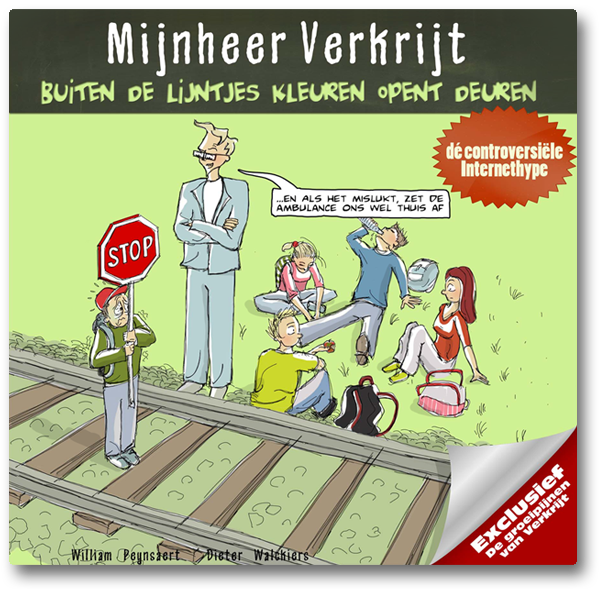 Mijnheer Verkrijt
BUITEN DE LIJNTJES KLEUREN OPENT DEUREN
dé controversiële
Internethype
...EN ALS HET MISLUKT, ZET DE
AMBULANCE ONS WEL THUIS AF
STOP
Exclusief
De groeipijnen
van Verkrijt
William Peynsaert / Dieter Walckiers